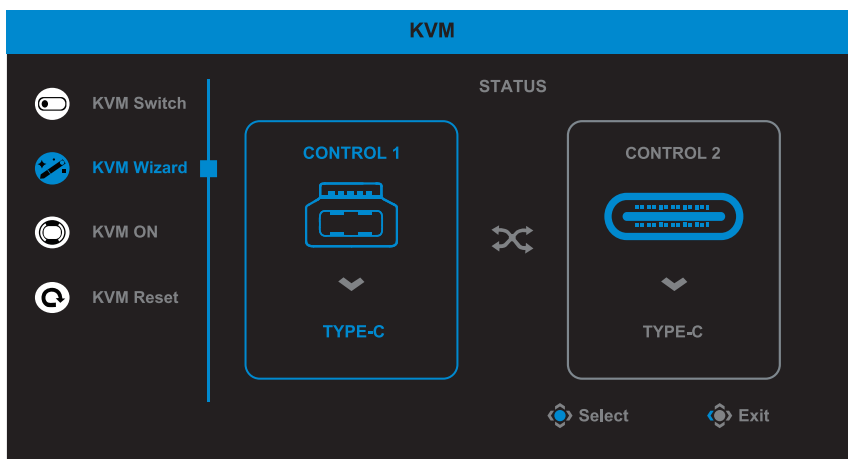 KVM
KVM Switch
KVM Wizard
KVM ON
KVM Reset
STATUS
CONTROL 1
TYPE-C
CONTROL 2
TYPE-C
Select
Exit